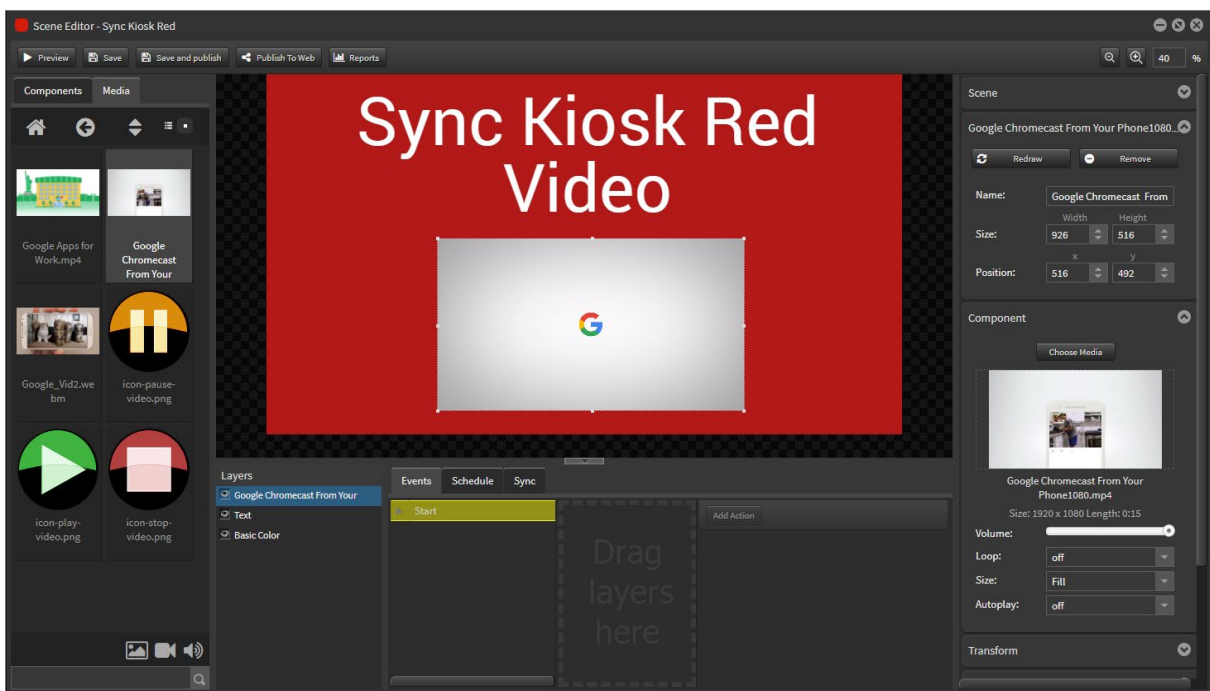 Scene Editor - Sync Kiosk Red
Preview Save Save and publish Publish To Web Reports 40 %
Components Media
Google Apps for
Work.mp4
Google
Chromecast
From Your
Google_Vid2.we
bm
icon-pause-
video.png
icon-play-
video.png
icon-stop-
video.png
Sync Kiosk Red
Video
G
Layers
Google Chromecast From Your
Text
Basic Color
Events Schedule Sync
Start
Drag
layers
here
Add Action
Scene
Google Chromecast From Your Phone1080...
Redraw Remove
Name: Google Chromecast From
Width Height
Size: 926 516
x y
Position: 516 492
Component
Choose Media
Google Chromecast From Your
Phone1080.mp4
Size: 1920 x 1080 Length: 0:15
Volume:
Loop: off
Size: Fill
Autoplay: off
Transform